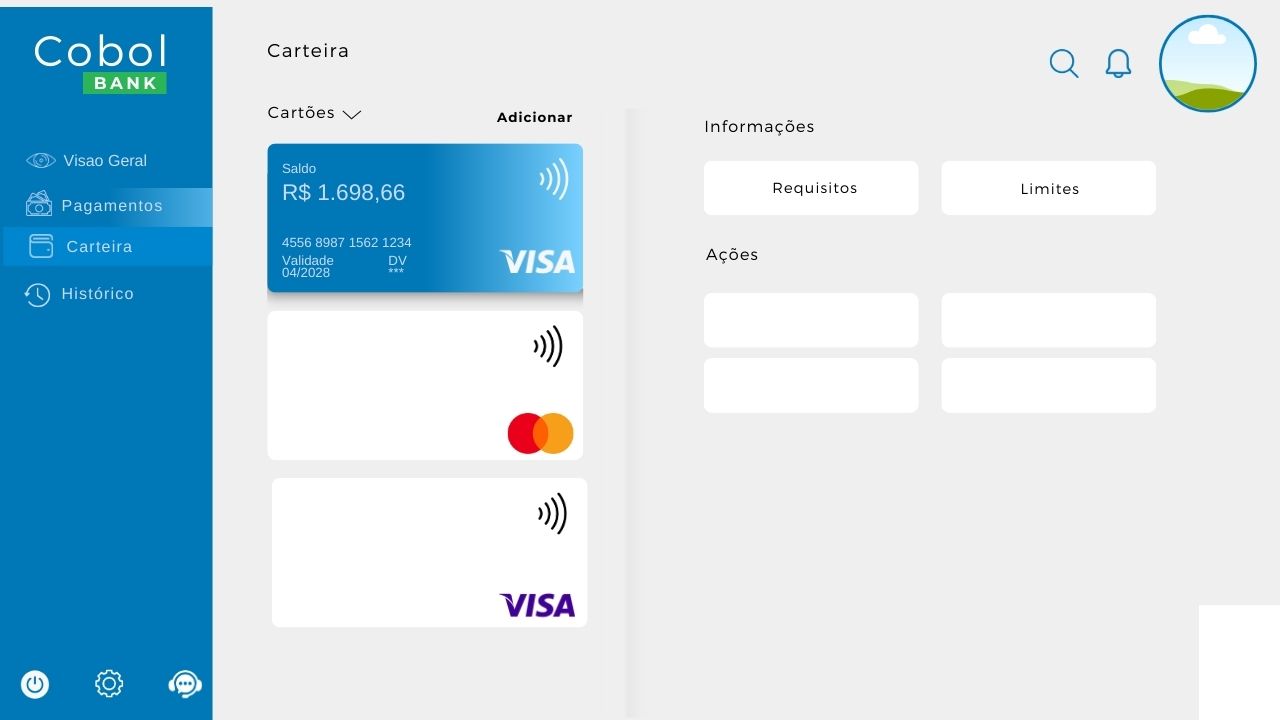 Cobol
BANK
Visao Geral
Pagamentos
Carteira
Histórico
Carteira
Cartões
Adicionar
Saldo
R$ 1.698,66
4556 8987 1562 1234
Validade DV
04/2028 ***
VISA
VISA
Informações
Requisitos Limites
Ações